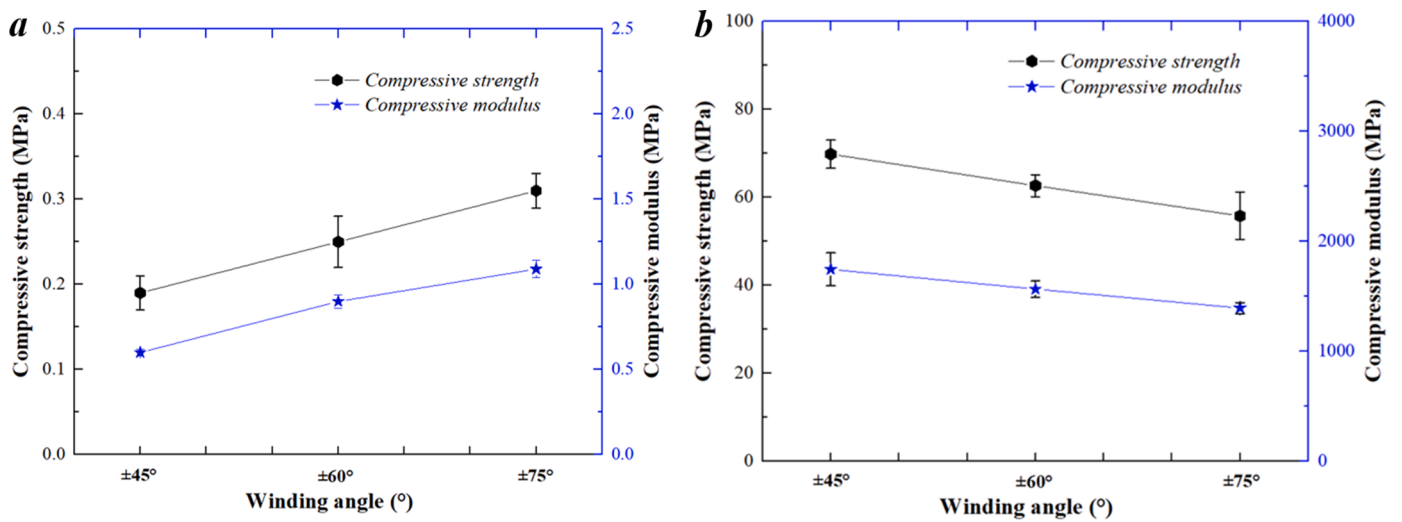 a
Compressive strength (MPa)
0.5
0.4
0.3
0.2
0.1
0.0
Compressive strength
Compressive modulus
2.5
2.0
1.5
1.0
0.5
0.0
Compressive modulus (MPa)
±45°
±60°
±75°
Winding angle (°)
b
Compressive strength (MPa)
100
80
60
40
20
0
Compressive strength
Compressive modulus
4000
3000
2000
1000
0
Compressive modulus (MPa)
±45°
±60°
±75°
Winding angle (°)